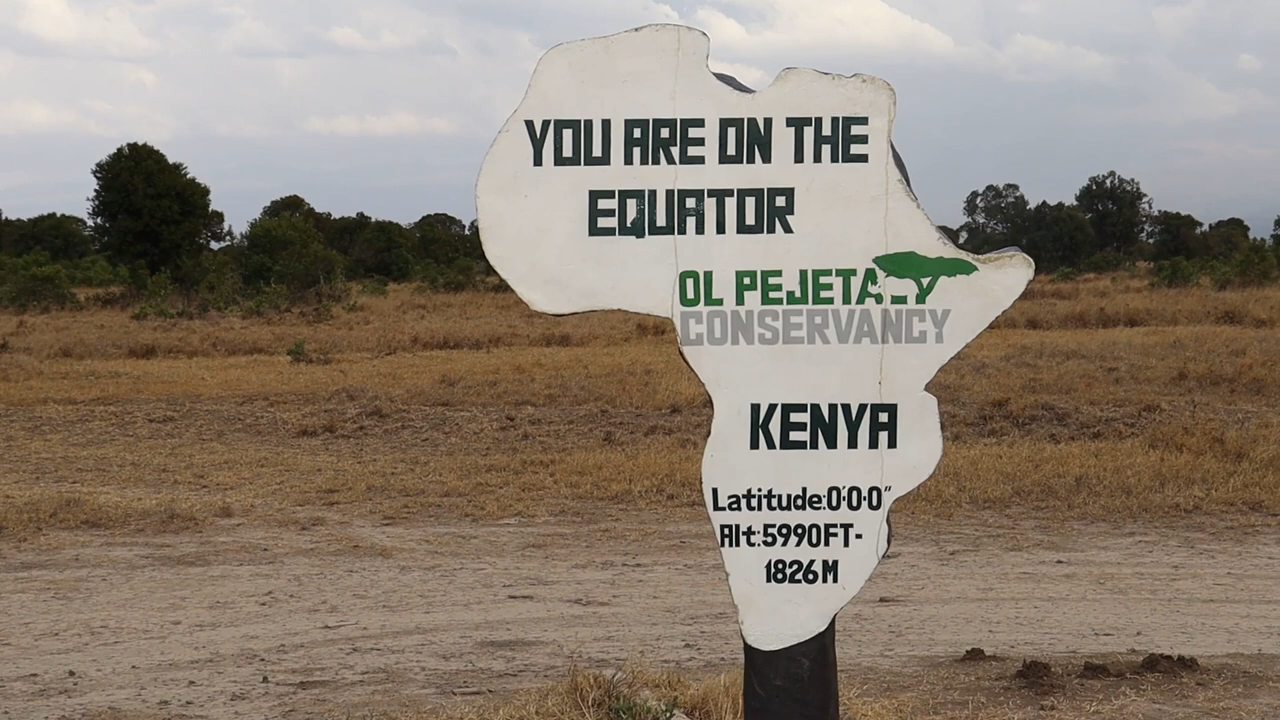 YOU ARE ON THE
EQUATOR
OL PEJETA
CONSERVANCY
KENYA
Latitude:0'0·0"
Alt:5990FT-
1826M